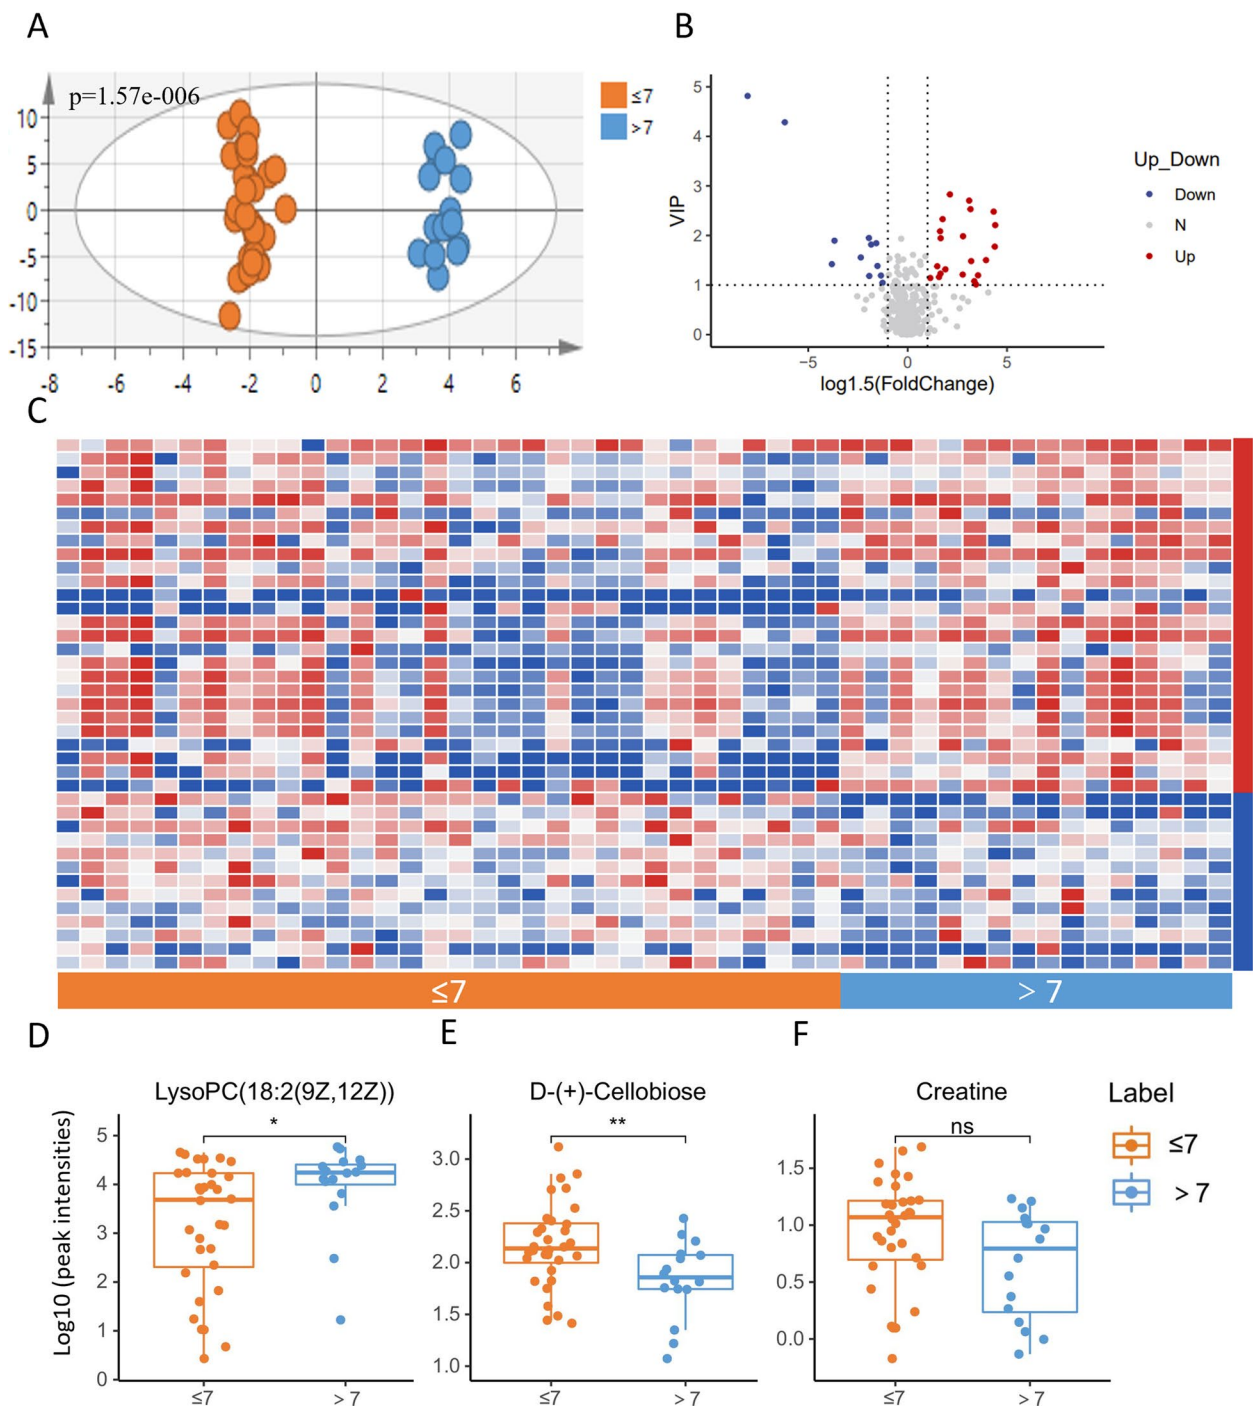 A
p=1.57e-006
≤7
>7
10
5
0
-5
-10
-15
-8 -6 -4 -2 0 2 4 6
B
5
4
3
2
1
0
VIP
−5 0 5
log1.5(FoldChange)
Up_Down
Down
N
Up
C
≤7 > 7
D
LysoPC(18:2(9Z,12Z))
*
Log10 (peak intensities)
5
4
3
2
1
0
≤7 > 7
E
D-(+)-Cellobiose
**
3.0
2.5
2.0
1.5
1.0
≤7 > 7
F
Creatine
ns
1.5
1.0
0.5
0.0
≤7 > 7
Label
≤7
> 7